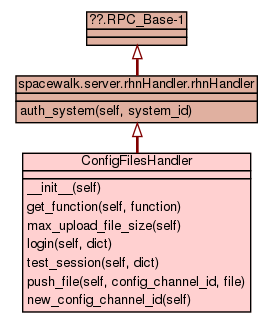 ??.RPC_Base-1
spacewalk.server.rhnHandler.rhnHandler
auth_system(self, system_id)
ConfigFilesHandler
__init__(self)
get_function(self, function)
max_upload_file_size(self)
login(self, dict)
test_session(self, dict)
push_file(self, config_channel_id, file)
new_config_channel_id(self)